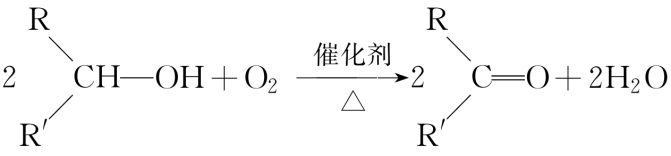 R R
2 CH—OH+O₂ 催化剂 2 C═O+2H₂O
△
R′ R′